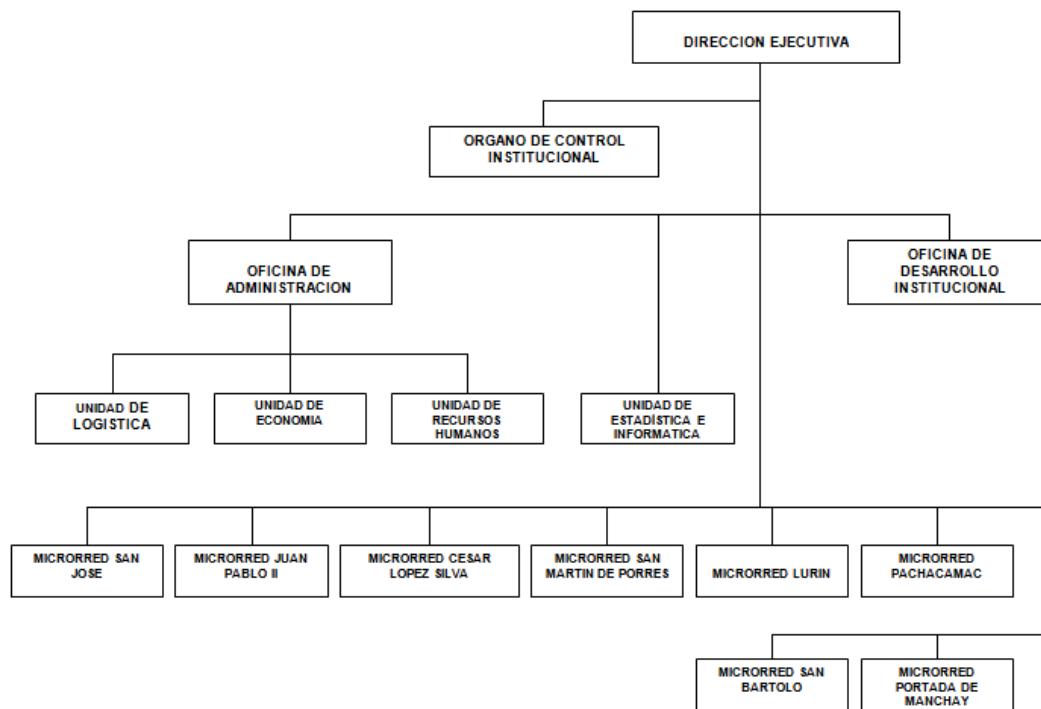 DIRECCION EJECUTIVA
ORGANO DE CONTROL
INSTITUCIONAL
OFICINA DE
ADMINISTRACION
OFICINA DE
DESARROLLO
INSTITUCIONAL
UNIDAD DE
LOGISTICA
UNIDAD DE
ECONOMIA
UNIDAD DE
RECURSOS
HUMANOS
UNIDAD DE
ESTADÍSTICA E
INFORMATICA
MICRORRED SAN
JOSE
MICRORRED JUAN
PABLO II
MICRORRED CESAR
LOPEZ SILVA
MICRORRED SAN
MARTIN DE PORRES
MICRORRED LURIN
MICRORRED
PACHACAMAC
MICRORRED SAN
BARTOLO
MICRORRED
PORTADA DE
MANCHAY